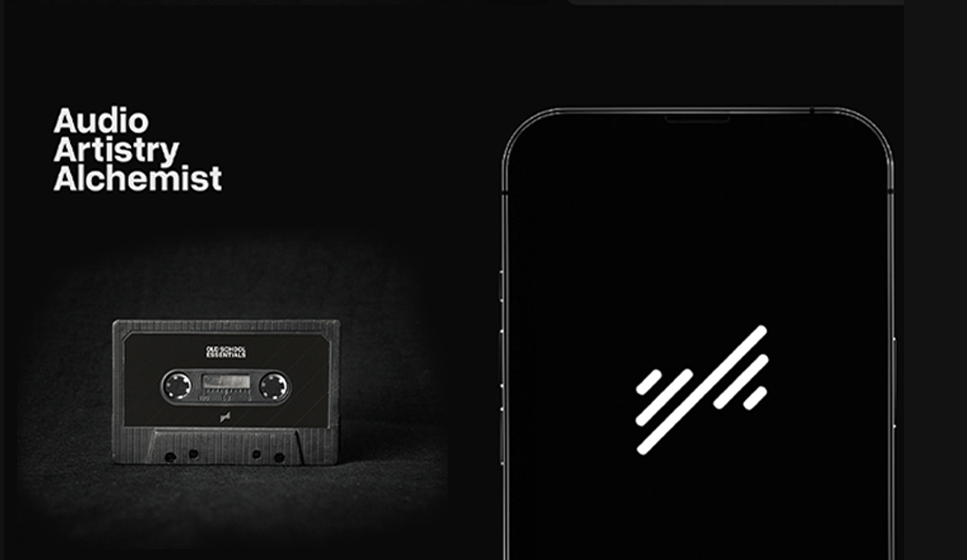 Audio
Artistry
Alchemist
OLD SCHOOL
ESSENTIALS